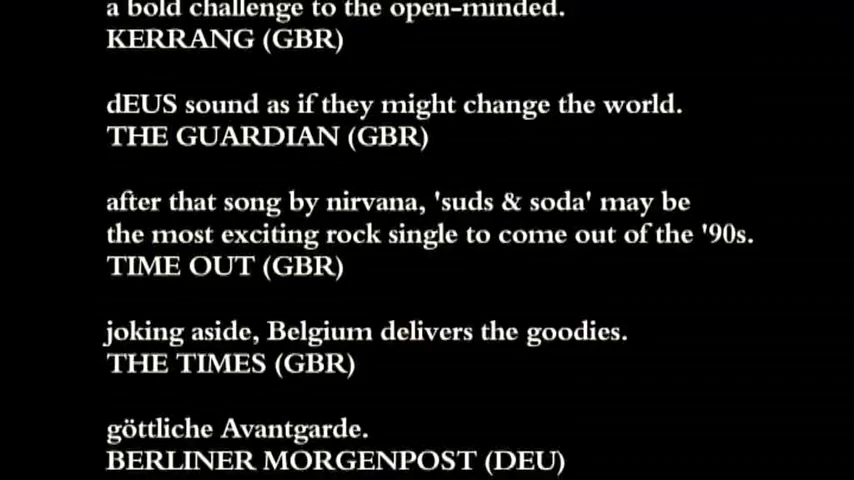 a bold challenge to the open-minded.
KERRANG (GBR)
dEUS sound as if they might change the world.
THE GUARDIAN (GBR)
after that song by nirvana, 'suds & soda' may be
the most exciting rock single to come out of the '90s.
TIME OUT (GBR)
joking aside, Belgium delivers the goodies.
THE TIMES (GBR)
göttliche Avantgarde.
BERLINER MORGENPOST (DEU)